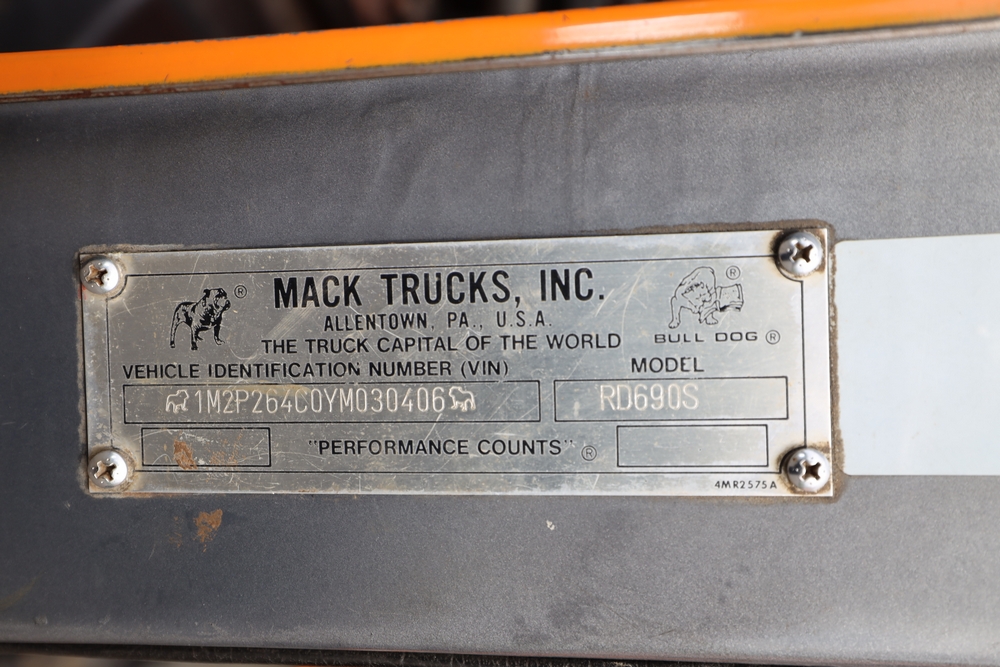 MACK TRUCKS, INC.
ALLENTOWN, PA., U.S.A.
THE TRUCK CAPITAL OF THE WORLD
®
®
BULL DOG ®
VEHICLE IDENTIFICATION NUMBER (VIN)
MODEL
1M2P264C0YM030406
RD690S
"PERFORMANCE COUNTS" ®
4MR2575A